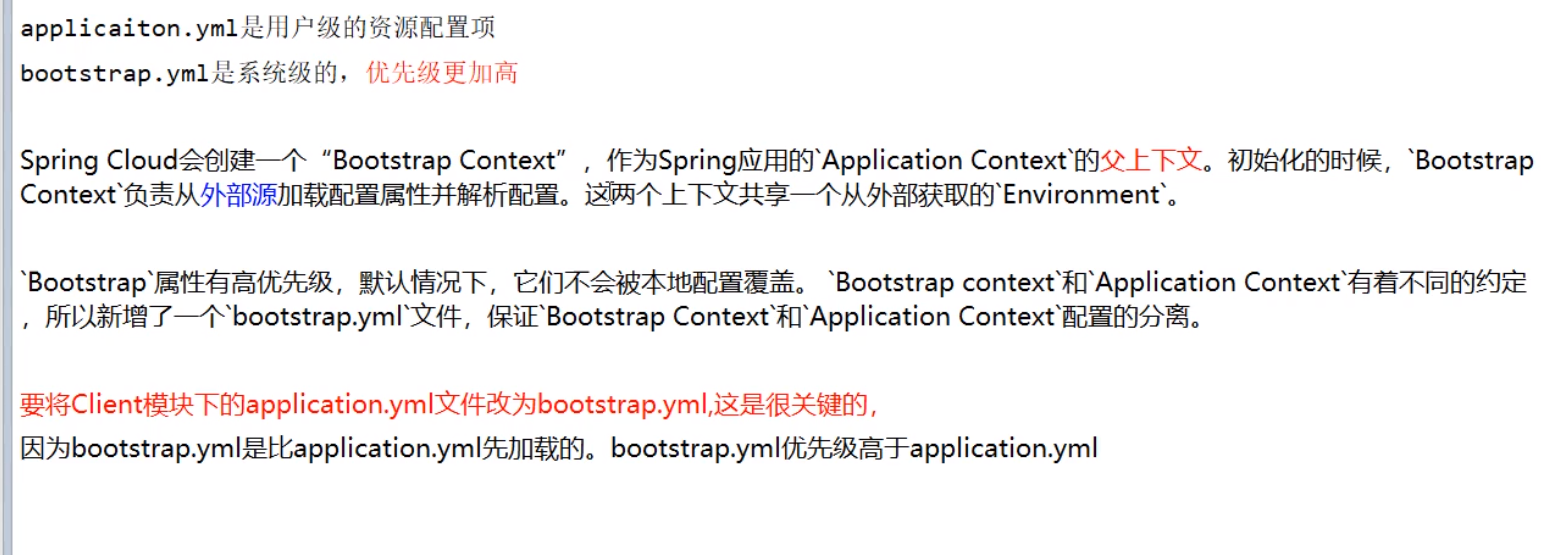 applicaiton.yml是用户级的资源配置项
bootstrap.yml是系统级的，优先级更加高
Spring Cloud会创建一个“Bootstrap Context”，作为Spring应用的`Application Context`的父上下文。初始化的时候，`Bootstrap
Context`负责从外部源加载配置属性并解析配置。这两个上下文共享一个从外部获取的`Environment`。
`Bootstrap`属性有高优先级，默认情况下，它们不会被本地配置覆盖。 `Bootstrap context`和`Application Context`有着不同的约定
，所以新增了一个`bootstrap.yml`文件，保证`Bootstrap Context`和`Application Context`配置的分离。
要将Client模块下的application.yml文件改为bootstrap.yml,这是很关键的，
因为bootstrap.yml是比application.yml先加载的。bootstrap.yml优先级高于application.yml